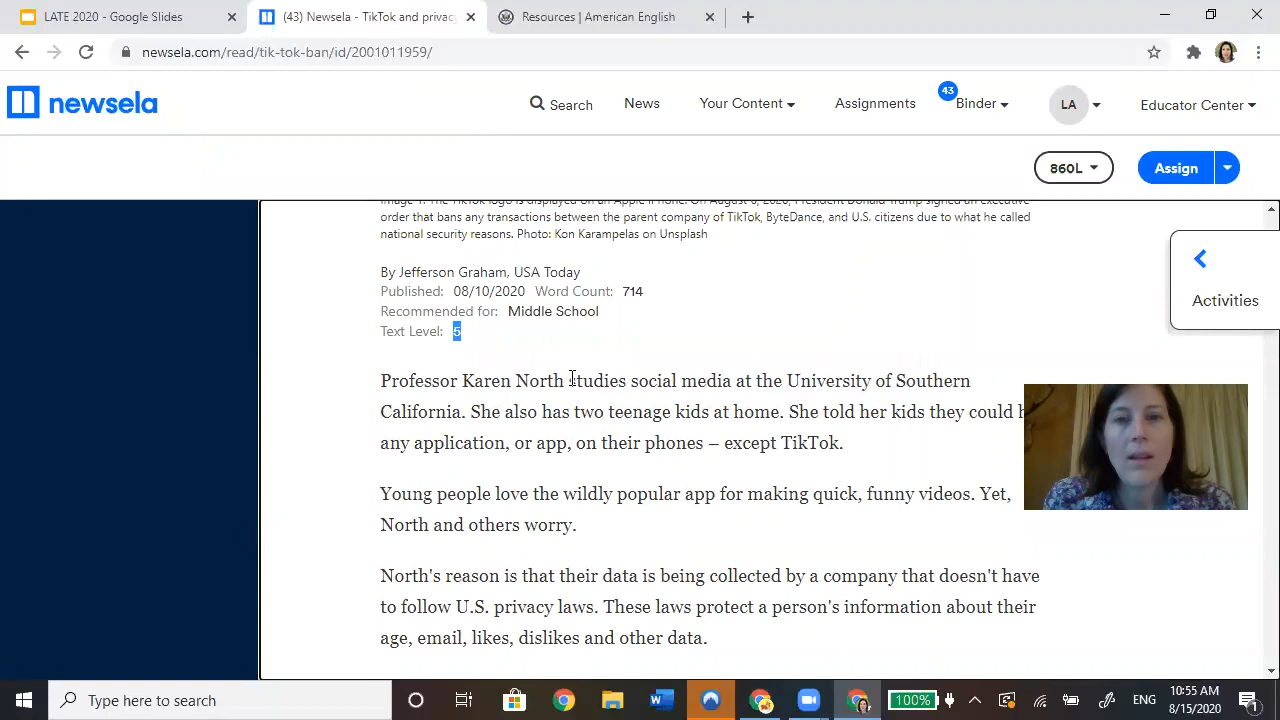 LATE 2020 - Google Slides
(43) Newsela - TikTok and privacy
Resources | American English
newsela.com/read/tik-tok-ban/id/2001011959/
newsela
Search
News
Your Content
Assignments
43
Binder
LA
Educator Center
860L
Assign
order that bans any transactions between the parent company of TikTok, ByteDance, and U.S. citizens due to what he called
national security reasons. Photo: Kon Karampelas on Unsplash
By Jefferson Graham, USA Today
Published: 08/10/2020 Word Count: 714
Recommended for: Middle School
Text Level: 5
Activities
Professor Karen North studies social media at the University of Southern
California. She also has two teenage kids at home. She told her kids they could
any application, or app, on their phones – except TikTok.
Young people love the wildly popular app for making quick, funny videos. Yet,
North and others worry.
North's reason is that their data is being collected by a company that doesn't have
to follow U.S. privacy laws. These laws protect a person's information about their
age, email, likes, dislikes and other data.
Type here to search
100%
ENG
10:55 AM
8/15/2020
1